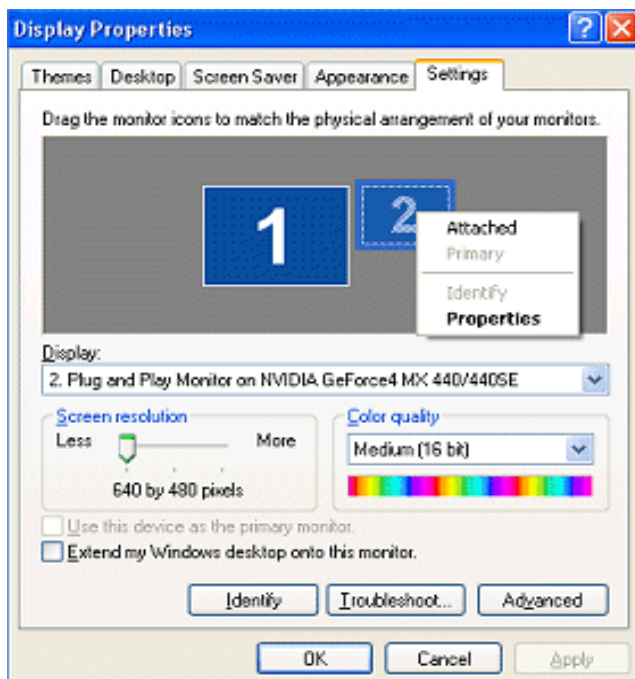 Display Properties
Themes Desktop Screen Saver Appearance Settings
Drag the monitor icons to match the physical arrangement of your monitors.
1 2
Attached
Primary
Identify
Properties
Display:
2. Plug and Play Monitor on NVIDIA GeForce4 MX 440/440SE
Screen resolution
Less More
640 by 480 pixels
Color quality
Medium (16 bit)
Use this device as the primary monitor.
Extend my Windows desktop onto this monitor.
Identify Troubleshoot... Advanced
OK Cancel Apply